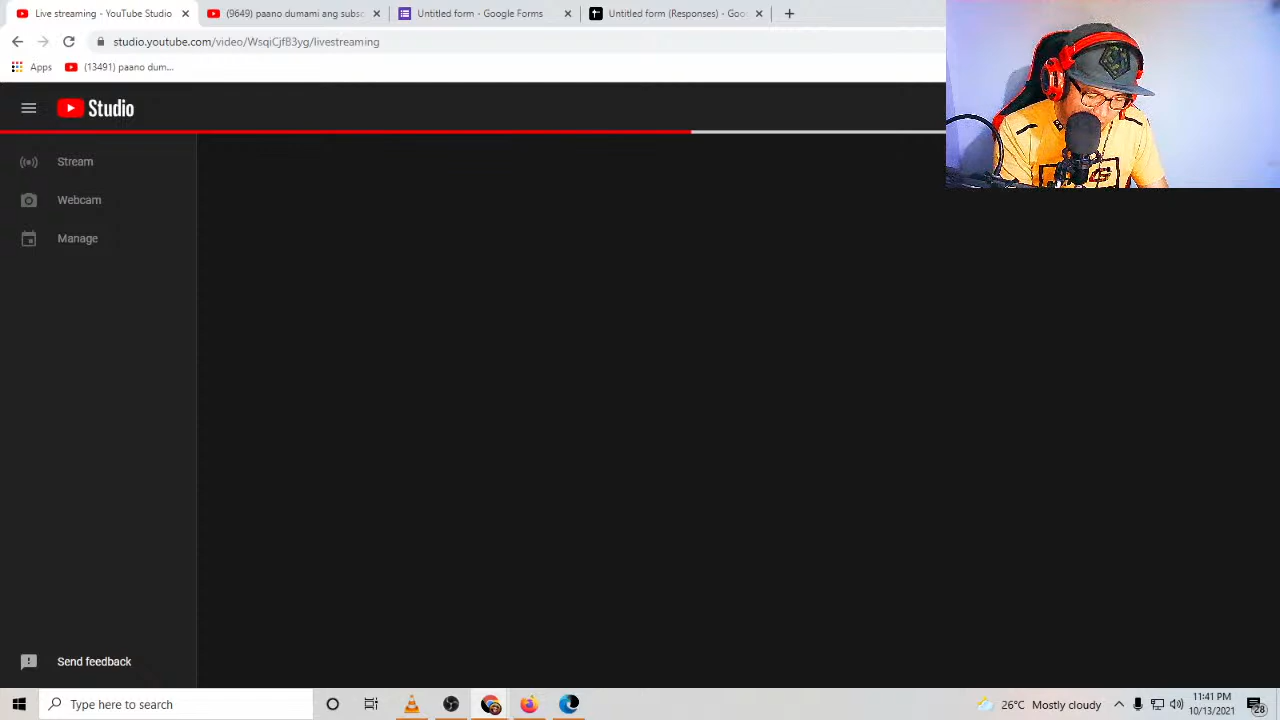 Live streaming - YouTube Studio
(9649) paano dumami ang subsc
Untitled form - Google Forms
Untitled form (Responses) - Goo
studio.youtube.com/video/WsqiCjfB3yg/livestreaming
Apps
(13491) paano dum...
Studio
Stream
Webcam
Manage
Send feedback
Type here to search
26°C Mostly cloudy
11:41 PM
10/13/2021
28